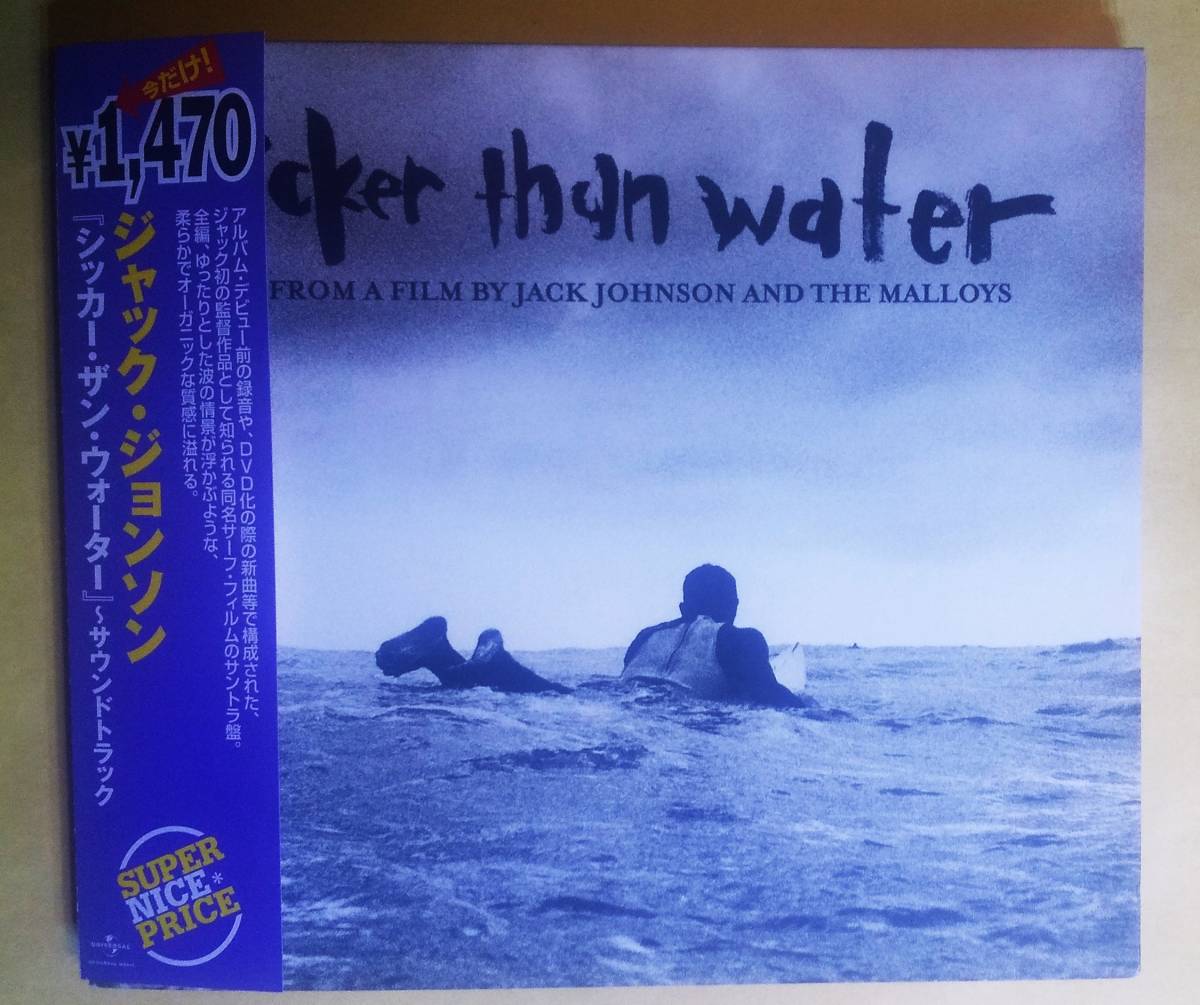 今だけ!
¥1,470
ジャック・ジョンソン
『シッカー・ザン・ウォーター』~サウンドトラック
アルバム・デビュー前の録音や、DVD化の際の新曲等で構成された、
ジャック初の監督作品として知られる同名サーフ・フィルムのサントラ盤。
全編、ゆったりとした波の情景が浮かぶような、
柔らかでオーガニックな質感に溢れる。
SUPER
NICE*
PRICE
UNIVERSAL
icker than water
FROM A FILM BY JACK JOHNSON AND THE MALLOYS